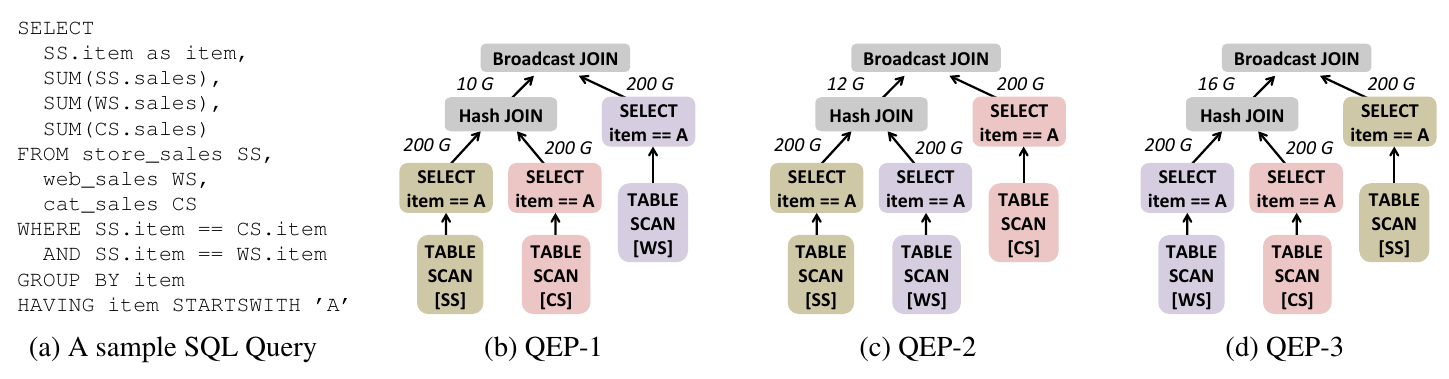 SELECT
SS.item as item,
SUM(SS.sales),
SUM(WS.sales),
SUM(CS.sales)
FROM store_sales SS,
web_sales WS,
cat_sales CS
WHERE SS.item == CS.item
AND SS.item == WS.item
GROUP BY item
HAVING item STARTSWITH 'A'
(a) A sample SQL Query
Broadcast JOIN
10 G
200 G
Hash JOIN
SELECT
item == A
200 G
200 G
SELECT
item == A
SELECT
item == A
TABLE
SCAN
[WS]
TABLE
SCAN
[SS]
TABLE
SCAN
[CS]
(b) QEP-1
Broadcast JOIN
12 G
200 G
Hash JOIN
SELECT
item == A
200 G
200 G
SELECT
item == A
SELECT
item == A
TABLE
SCAN
[CS]
TABLE
SCAN
[SS]
TABLE
SCAN
[WS]
(c) QEP-2
Broadcast JOIN
16 G
200 G
Hash JOIN
SELECT
item == A
200 G
200 G
SELECT
item == A
SELECT
item == A
TABLE
SCAN
[SS]
TABLE
SCAN
[WS]
TABLE
SCAN
[CS]
(d) QEP-3